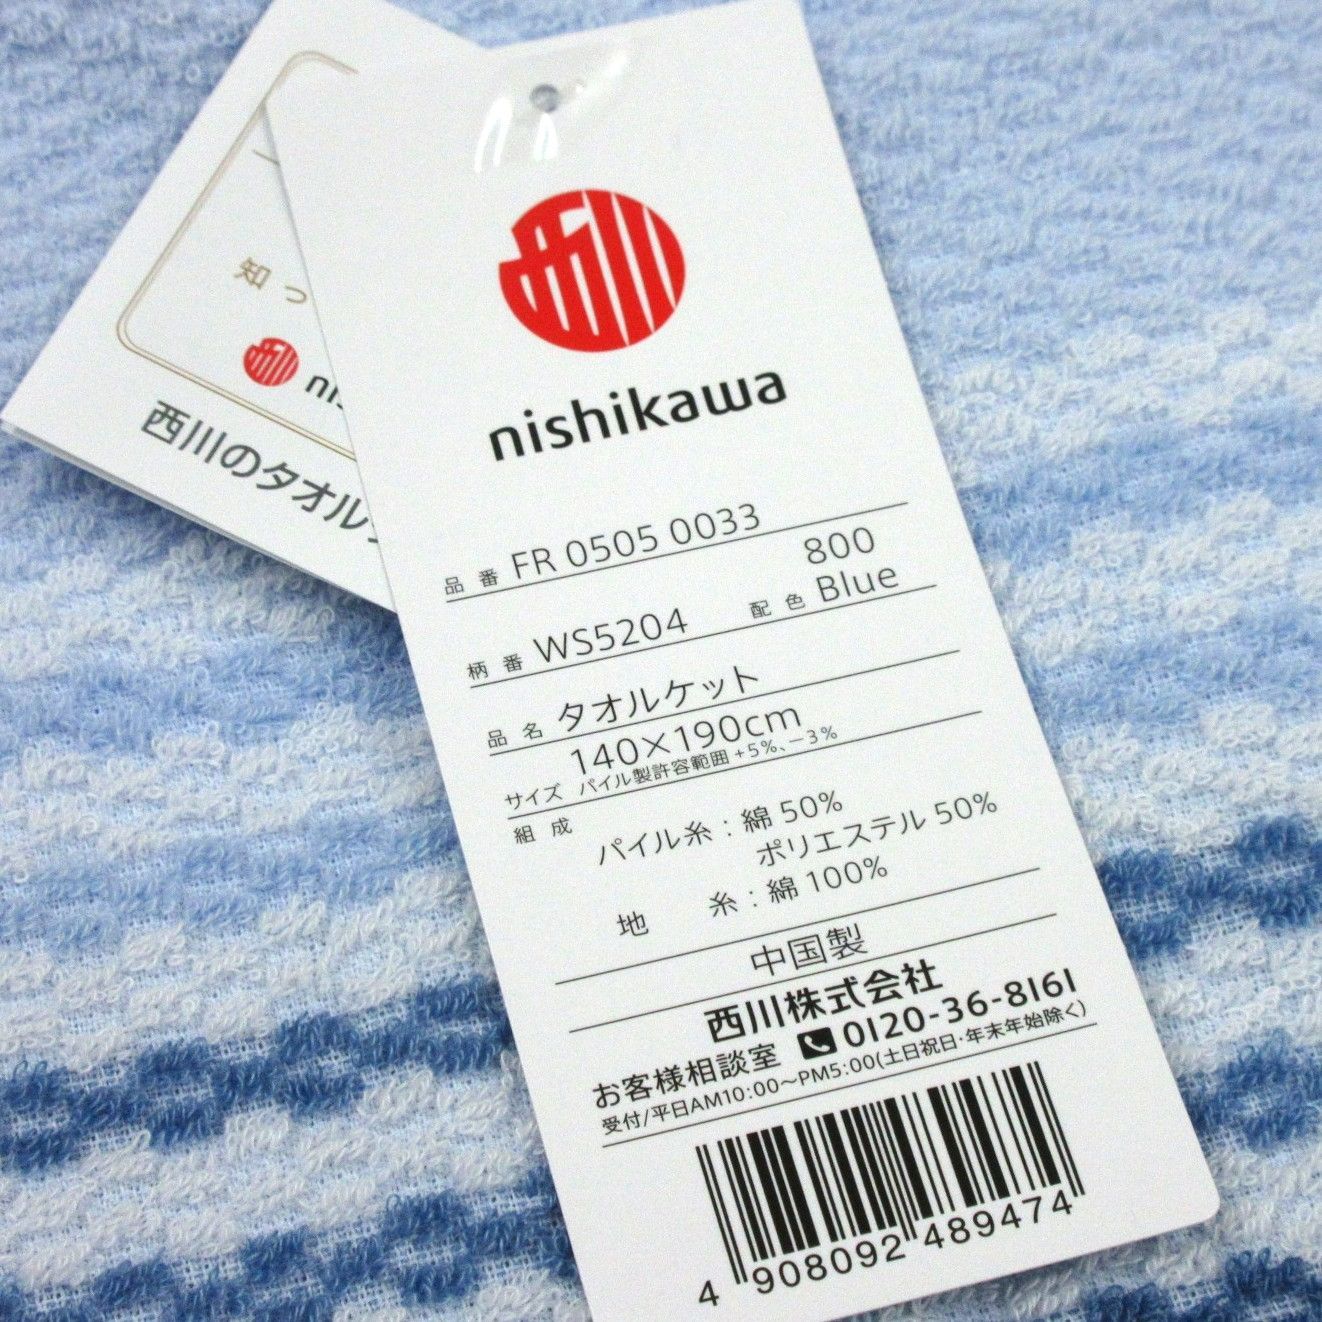 知っ
西川のタオル
nishikawa
品番 FR 0505 0033
柄番 WS5204 配色 800 Blue
品名 タオルケット
サイズ 140×190cm
パイル製許容範囲 +5%、−3%
組成 パイル糸:綿 50%
ポリエステル 50%
地糸:綿 100%
中国製
西川株式会社
お客様相談室 0120-36-8161
受付/平日AM10:00〜PM5:00(土日祝日・年末年始除く)
4 908092 489474